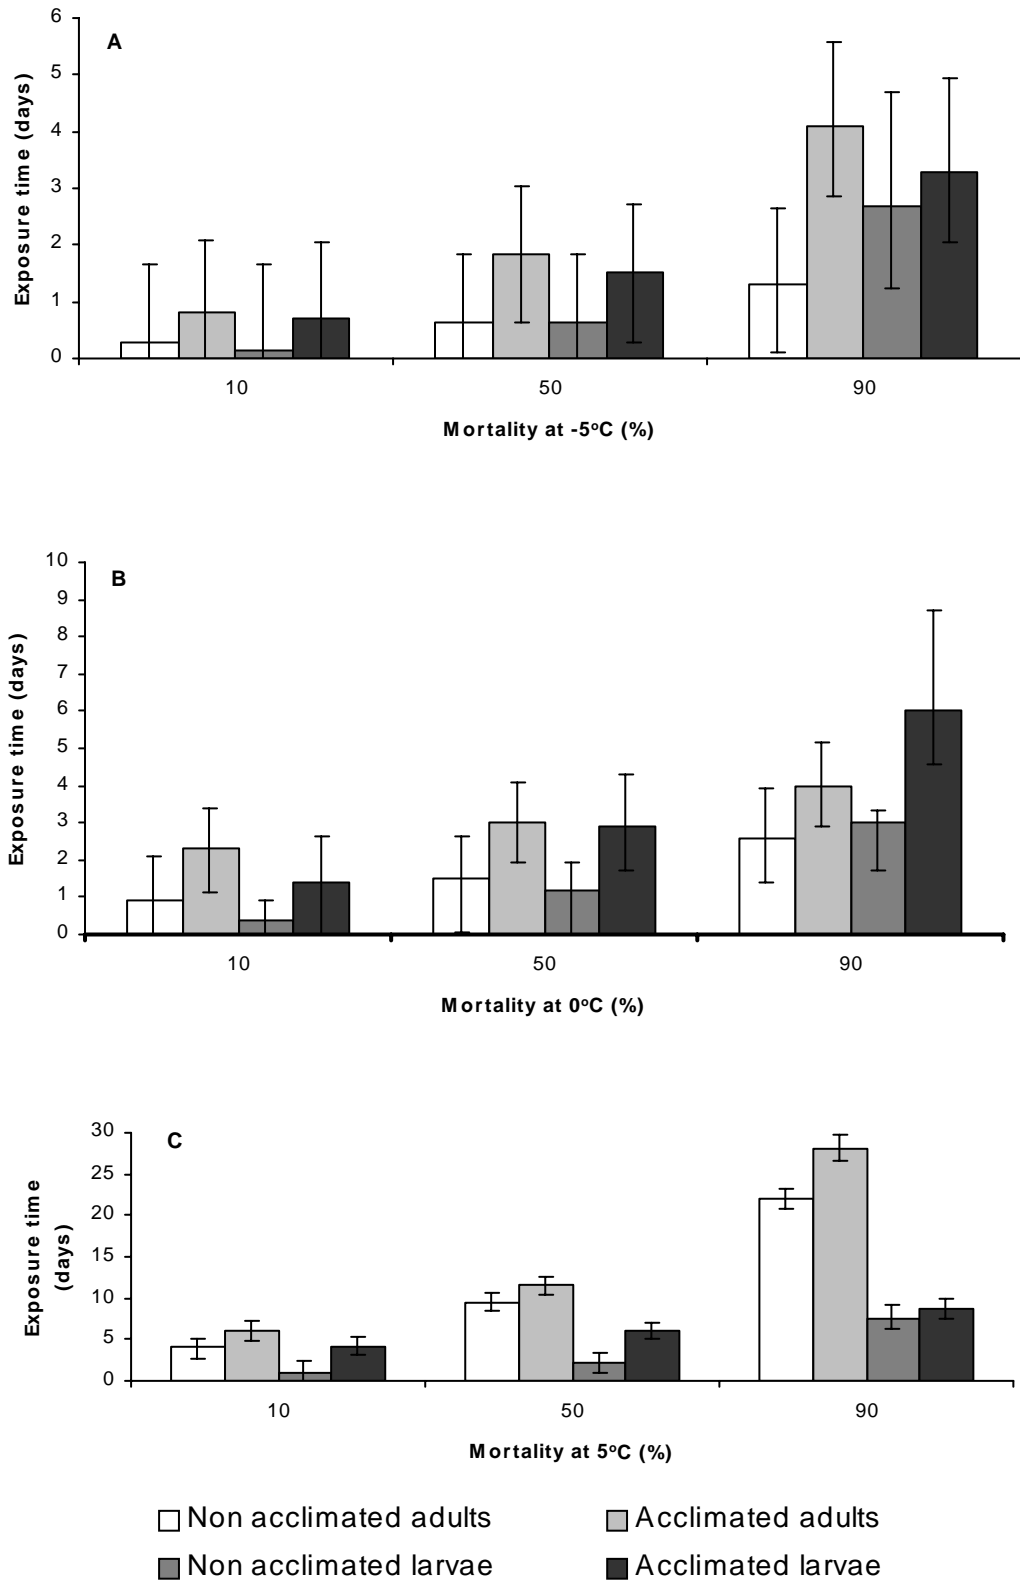 A
Exposure time (days)
6
5
4
3
2
1
0
10 50 90
Mortality at -5°C (%)
B
Exposure time (days)
10
9
8
7
6
5
4
3
2
1
0
10 50 90
Mortality at 0°C (%)
C
Exposure time
(days)
30
25
20
15
10
5
0
10 50 90
Mortality at 5°C (%)
Non acclimated adults Acclimated adults
Non acclimated larvae Acclimated larvae